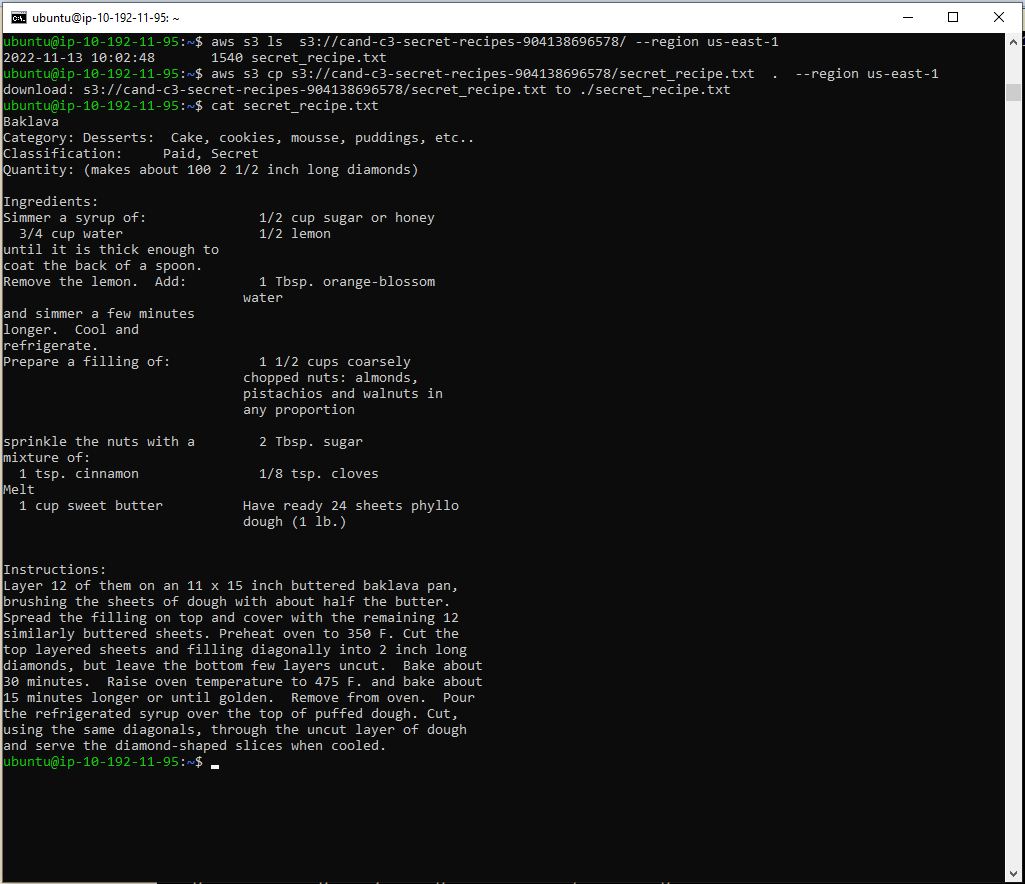 ubuntu@ip-10-192-11-95: ~
ubuntu@ip-10-192-11-95:~$ aws s3 ls  s3://cand-c3-secret-recipes-904138696578/ --region us-east-1
2022-11-13 10:02:48       1540 secret_recipe.txt
ubuntu@ip-10-192-11-95:~$ aws s3 cp s3://cand-c3-secret-recipes-904138696578/secret_recipe.txt  .  --region us-east-1
download: s3://cand-c3-secret-recipes-904138696578/secret_recipe.txt to ./secret_recipe.txt
ubuntu@ip-10-192-11-95:~$ cat secret_recipe.txt
Baklava
Category: Desserts:  Cake, cookies, mousse, puddings, etc..
Classification:     Paid, Secret
Quantity: (makes about 100 2 1/2 inch long diamonds)
Ingredients:
Simmer a syrup of:              1/2 cup sugar or honey
  3/4 cup water                 1/2 lemon
until it is thick enough to
coat the back of a spoon.
Remove the lemon.  Add:         1 Tbsp. orange-blossom
                              water
and simmer a few minutes
longer.  Cool and
refrigerate.
Prepare a filling of:           1 1/2 cups coarsely
                              chopped nuts: almonds,
                              pistachios and walnuts in
                              any proportion
sprinkle the nuts with a        2 Tbsp. sugar
mixture of:
  1 tsp. cinnamon               1/8 tsp. cloves
Melt
  1 cup sweet butter          Have ready 24 sheets phyllo
                              dough (1 lb.)
Instructions:
Layer 12 of them on an 11 x 15 inch buttered baklava pan,
brushing the sheets of dough with about half the butter.
Spread the filling on top and cover with the remaining 12
similarly buttered sheets. Preheat oven to 350 F. Cut the
top layered sheets and filling diagonally into 2 inch long
diamonds, but leave the bottom few layers uncut.  Bake about
30 minutes.  Raise oven temperature to 475 F. and bake about
15 minutes longer or until golden.  Remove from oven.  Pour
the refrigerated syrup over the top of puffed dough. Cut,
using the same diagonals, through the uncut layer of dough
and serve the diamond-shaped slices when cooled.
ubuntu@ip-10-192-11-95:~$